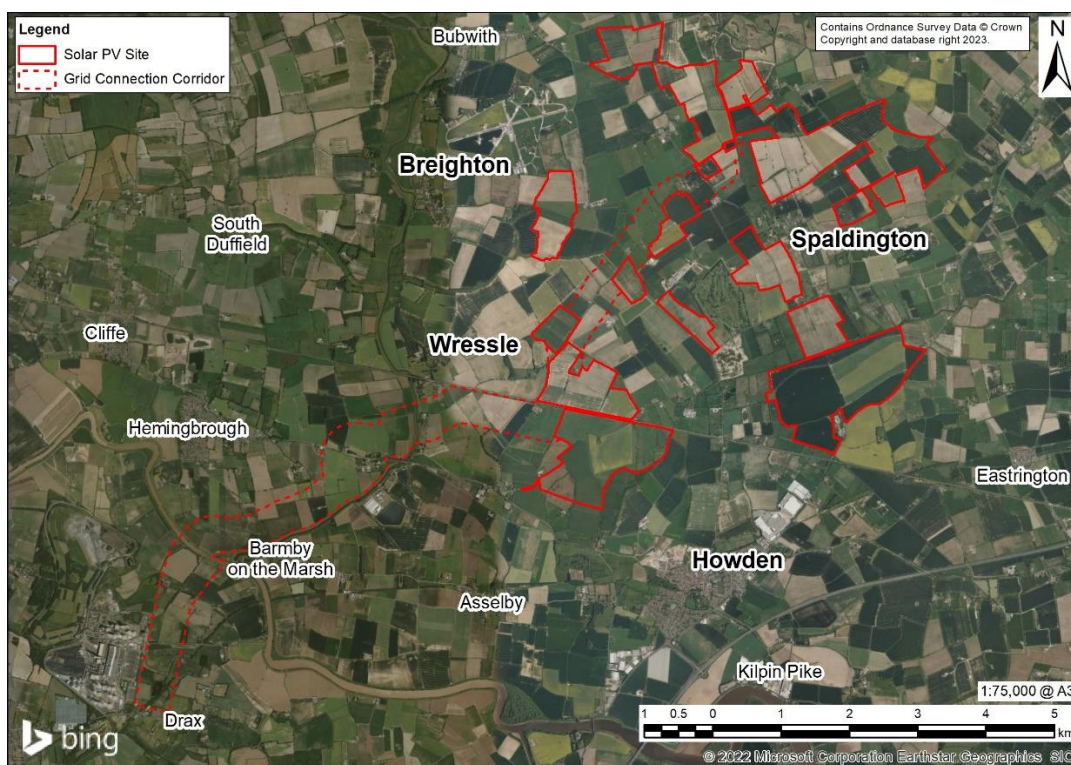 Legend
Solar PV Site
Grid Connection Corridor
Contains Ordnance Survey Data © Crown
Copyright and database right 2023.
N
Bubwith
Breighton
South
Duffield
Spaldington
Cliffe
Wressle
Hemingbrough
Eastrington
Barmby
on the Marsh
Howden
Asselby
Kilpin Pike
Drax
1:75,000 @ A3
1 0.5 0 1 2 3 4 5
km
bing
© 2022 Microsoft Corporation Earthstar Geographics SIO